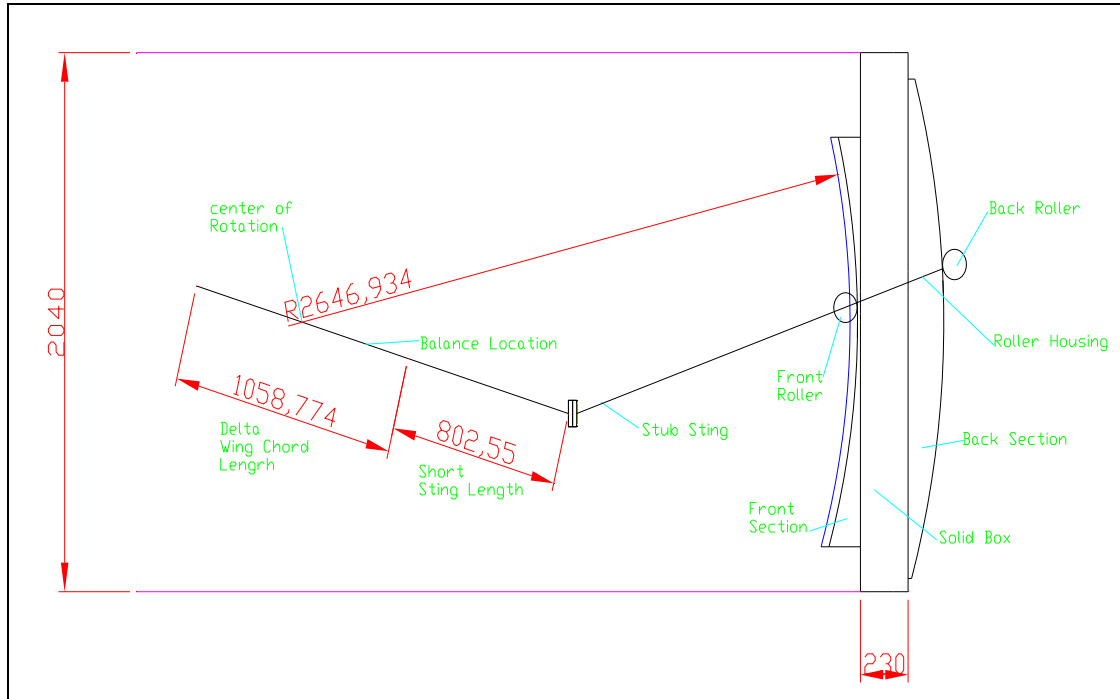 center of
Rotation
Back Roller
R2646,934
2040
Balance Location
Roller Housing
Front
Roller
1058,774
Delta
Wing Chord
Lengrh
802,55
Short
Sting Length
Stub Sting
Back Section
Front
Section
Solid Box
230